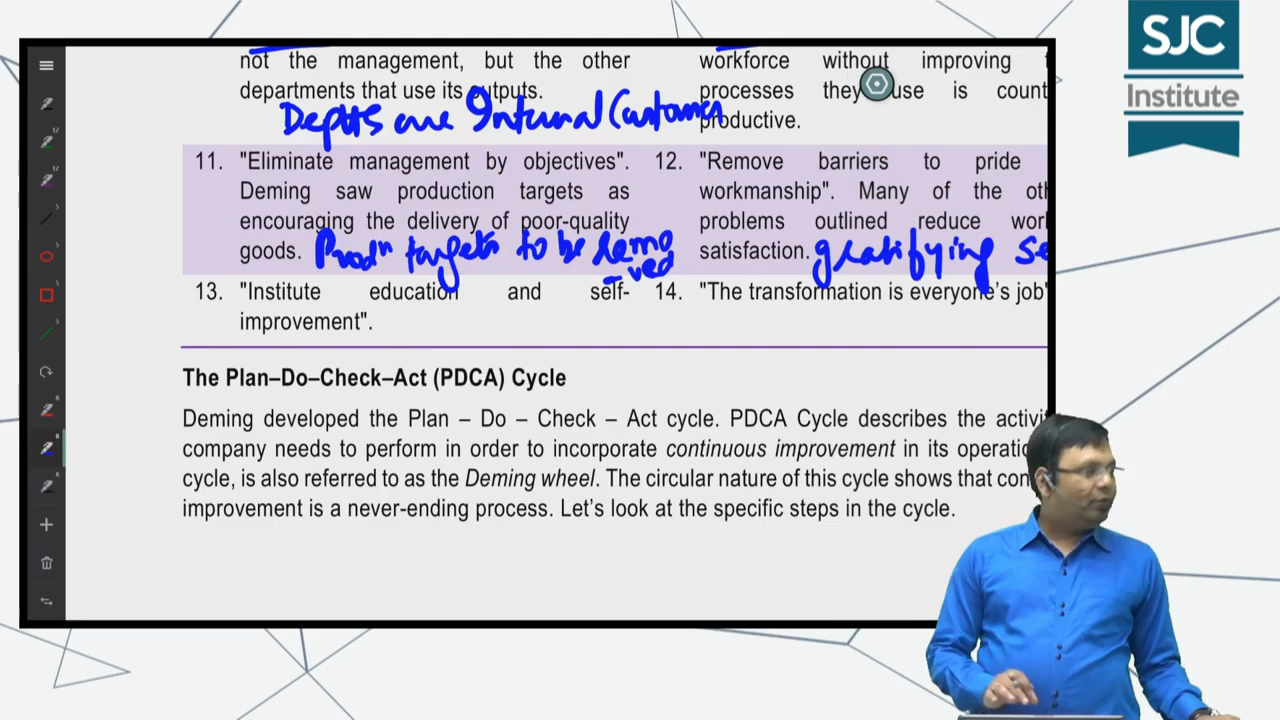 SJC
Institute
not the management, but the other
departments that use its outputs.
Deptts are Internal Customer
workforce without improving
processes they use is count
productive.
11. "Eliminate management by objectives".
Deming saw production targets as
encouraging the delivery of poor-quality
goods. Prodn targets to be Remo
-ved
12. "Remove barriers to pride
workmanship". Many of the oth
problems outlined reduce work
satisfaction. gratifying se
13. "Institute education and self-
improvement".
14. "The transformation is everyone's job"
The Plan–Do–Check–Act (PDCA) Cycle
Deming developed the Plan – Do – Check – Act cycle. PDCA Cycle describes the activi
company needs to perform in order to incorporate continuous improvement in its operatio
cycle, is also referred to as the Deming wheel. The circular nature of this cycle shows that con
improvement is a never-ending process. Let's look at the specific steps in the cycle.